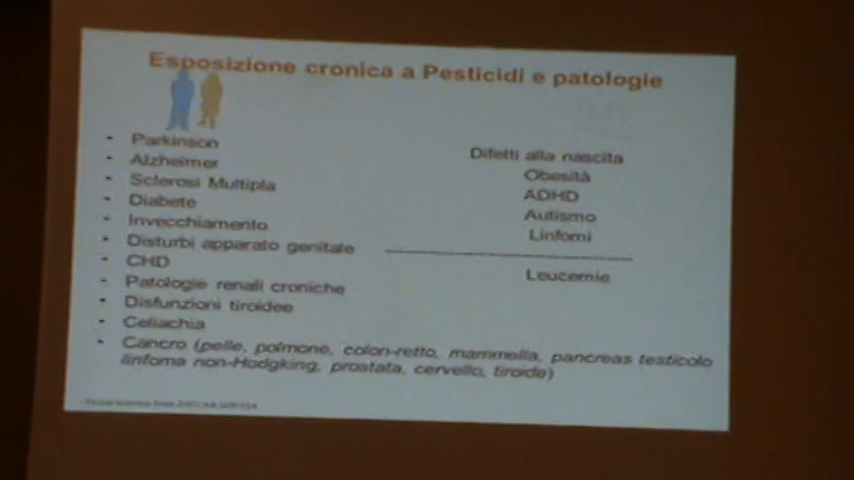 Esposizione cronica a Pesticidi e patologie
• Parkinson
• Alzheimer
• Sclerosi Multipla
• Diabete
• Invecchiamento
• Disturbi apparato genitale
• CHD
• Patologie renali croniche
• Disfunzioni tiroidee
• Celiachia
• Cancro (pelle, polmone, colon-retto, mammella, pancreas testicolo
linfoma non-Hodgking, prostata, cervello, tiroide)
Difetti alla nascita
Obesità
ADHD
Autismo
Linfomi
Leucemie